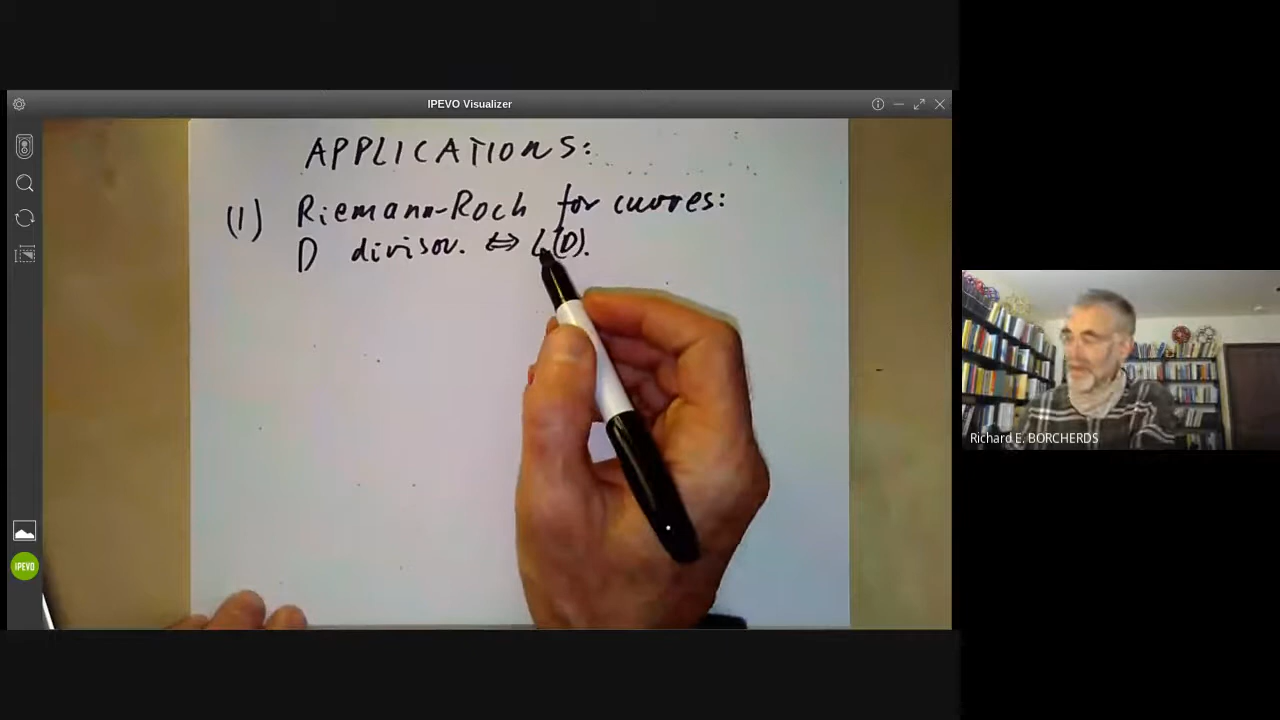 IPEVO Visualizer
APPLICATIONS:
(1) Riemann-Roch for curves:
D divisor. ⇔ L(D).
Richard E. BORCHERDS
IPEVO